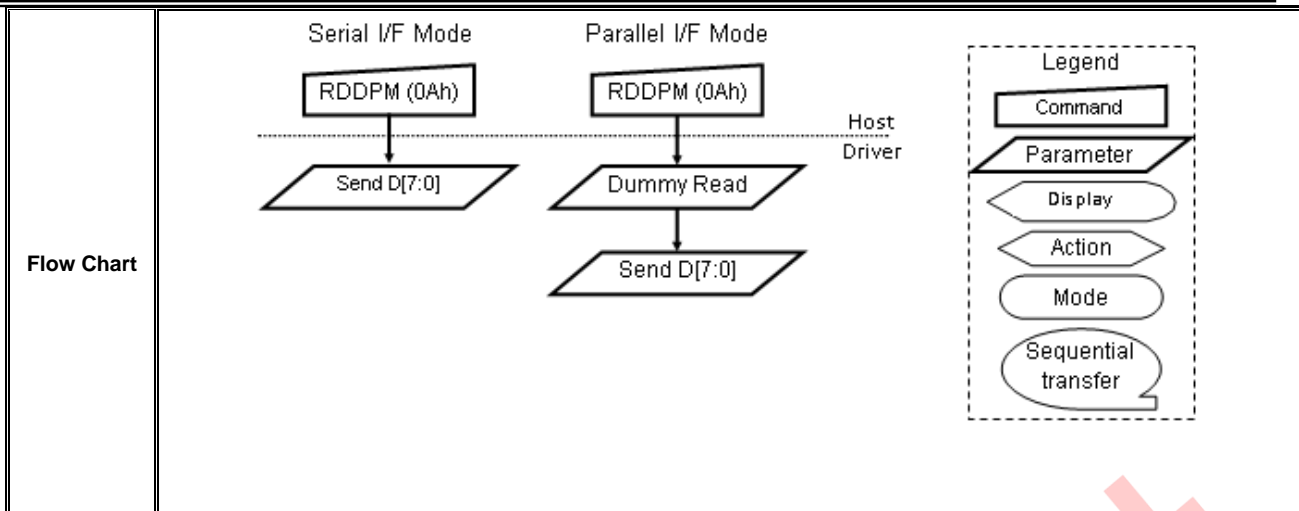 Flow Chart
Serial I/F Mode
RDDPM (0Ah)
Send D[7:0]
Parallel I/F Mode
RDDPM (0Ah)
Dummy Read
Send D[7:0]
Host
Driver
Legend
Command
Parameter
Display
Action
Mode
Sequential
transfer